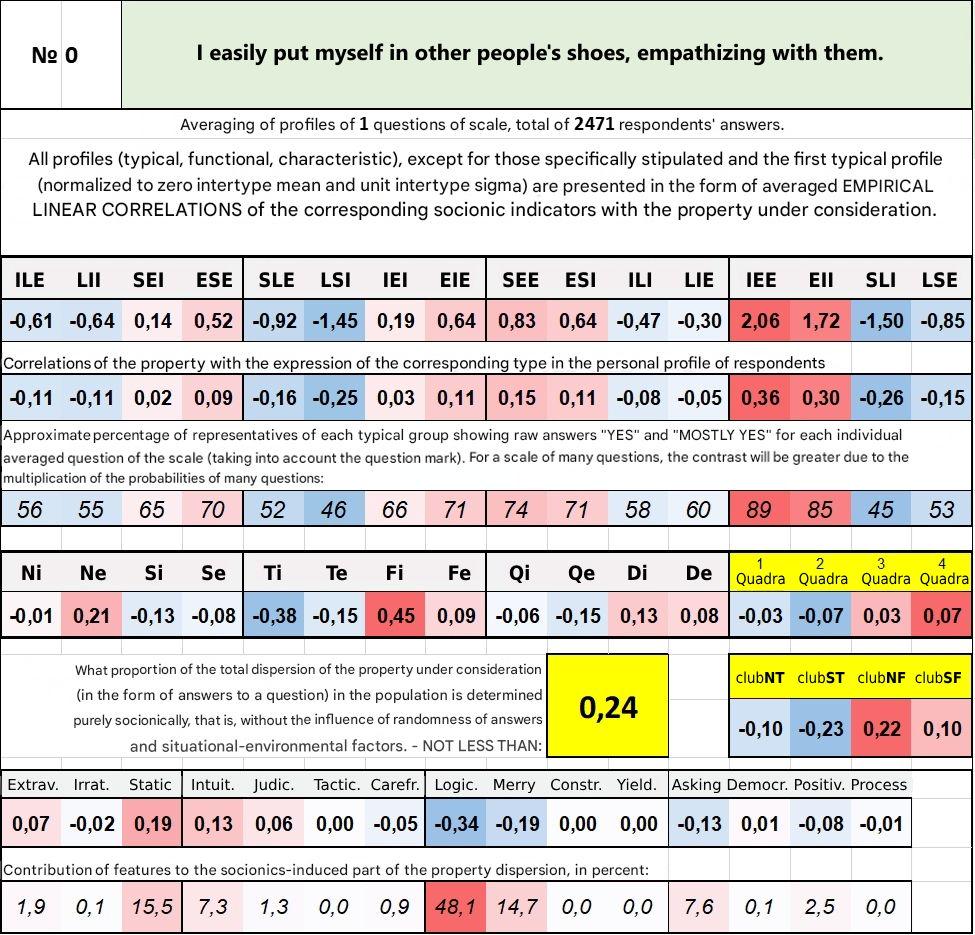 № 0
I easily put myself in other people's shoes, empathizing with them.
Averaging of profiles of 1 questions of scale, total of 2471 respondents' answers.
All profiles (typical, functional, characteristic), except for those specifically stipulated and the first typical profile
(normalized to zero intertype mean and unit intertype sigma) are presented in the form of averaged EMPIRICAL
LINEAR CORRELATIONS of the corresponding socionic indicators with the property under consideration.
ILE LII SEI ESE SLE LSI IEI EIE SEE ESI ILI LIE IEE EII SLI LSE
-0,61 -0,64 0,14 0,52 -0,92 -1,45 0,19 0,64 0,83 0,64 -0,47 -0,30 2,06 1,72 -1,50 -0,85
Correlations of the property with the expression of the corresponding type in the personal profile of respondents
-0,11 -0,11 0,02 0,09 -0,16 -0,25 0,03 0,11 0,15 0,11 -0,08 -0,05 0,36 0,30 -0,26 -0,15
Approximate percentage of representatives of each typical group showing raw answers "YES" and "MOSTLY YES" for each individual
averaged question of the scale (taking into account the question mark). For a scale of many questions, the contrast will be greater due to the
multiplication of the probabilities of many questions:
56 55 65 70 52 46 66 71 74 71 58 60 89 85 45 53
Ni Ne Si Se Ti Te Fi Fe Qi Qe Di De 1 Quadra 2 Quadra 3 Quadra 4 Quadra
-0,01 0,21 -0,13 -0,08 -0,38 -0,15 0,45 0,09 -0,06 -0,15 0,13 0,08 -0,03 -0,07 0,03 0,07
What proportion of the total dispersion of the property under consideration
(in the form of answers to a question) in the population is determined
purely socionically, that is, without the influence of randomness of answers
and situational-environmental factors. - NOT LESS THAN:
0,24
clubNT clubST clubNF clubSF
-0,10 -0,23 0,22 0,10
Extrav. Irrat. Static Intuit. Judic. Tactic. Carefr. Logic. Merry Constr. Yield. Asking Democr. Positiv. Process
0,07 -0,02 0,19 0,13 0,06 0,00 -0,05 -0,34 -0,19 0,00 0,00 -0,13 0,01 -0,08 -0,01
Contribution of features to the socionics-induced part of the property dispersion, in percent:
1,9 0,1 15,5 7,3 1,3 0,0 0,9 48,1 14,7 0,0 0,0 7,6 0,1 2,5 0,0